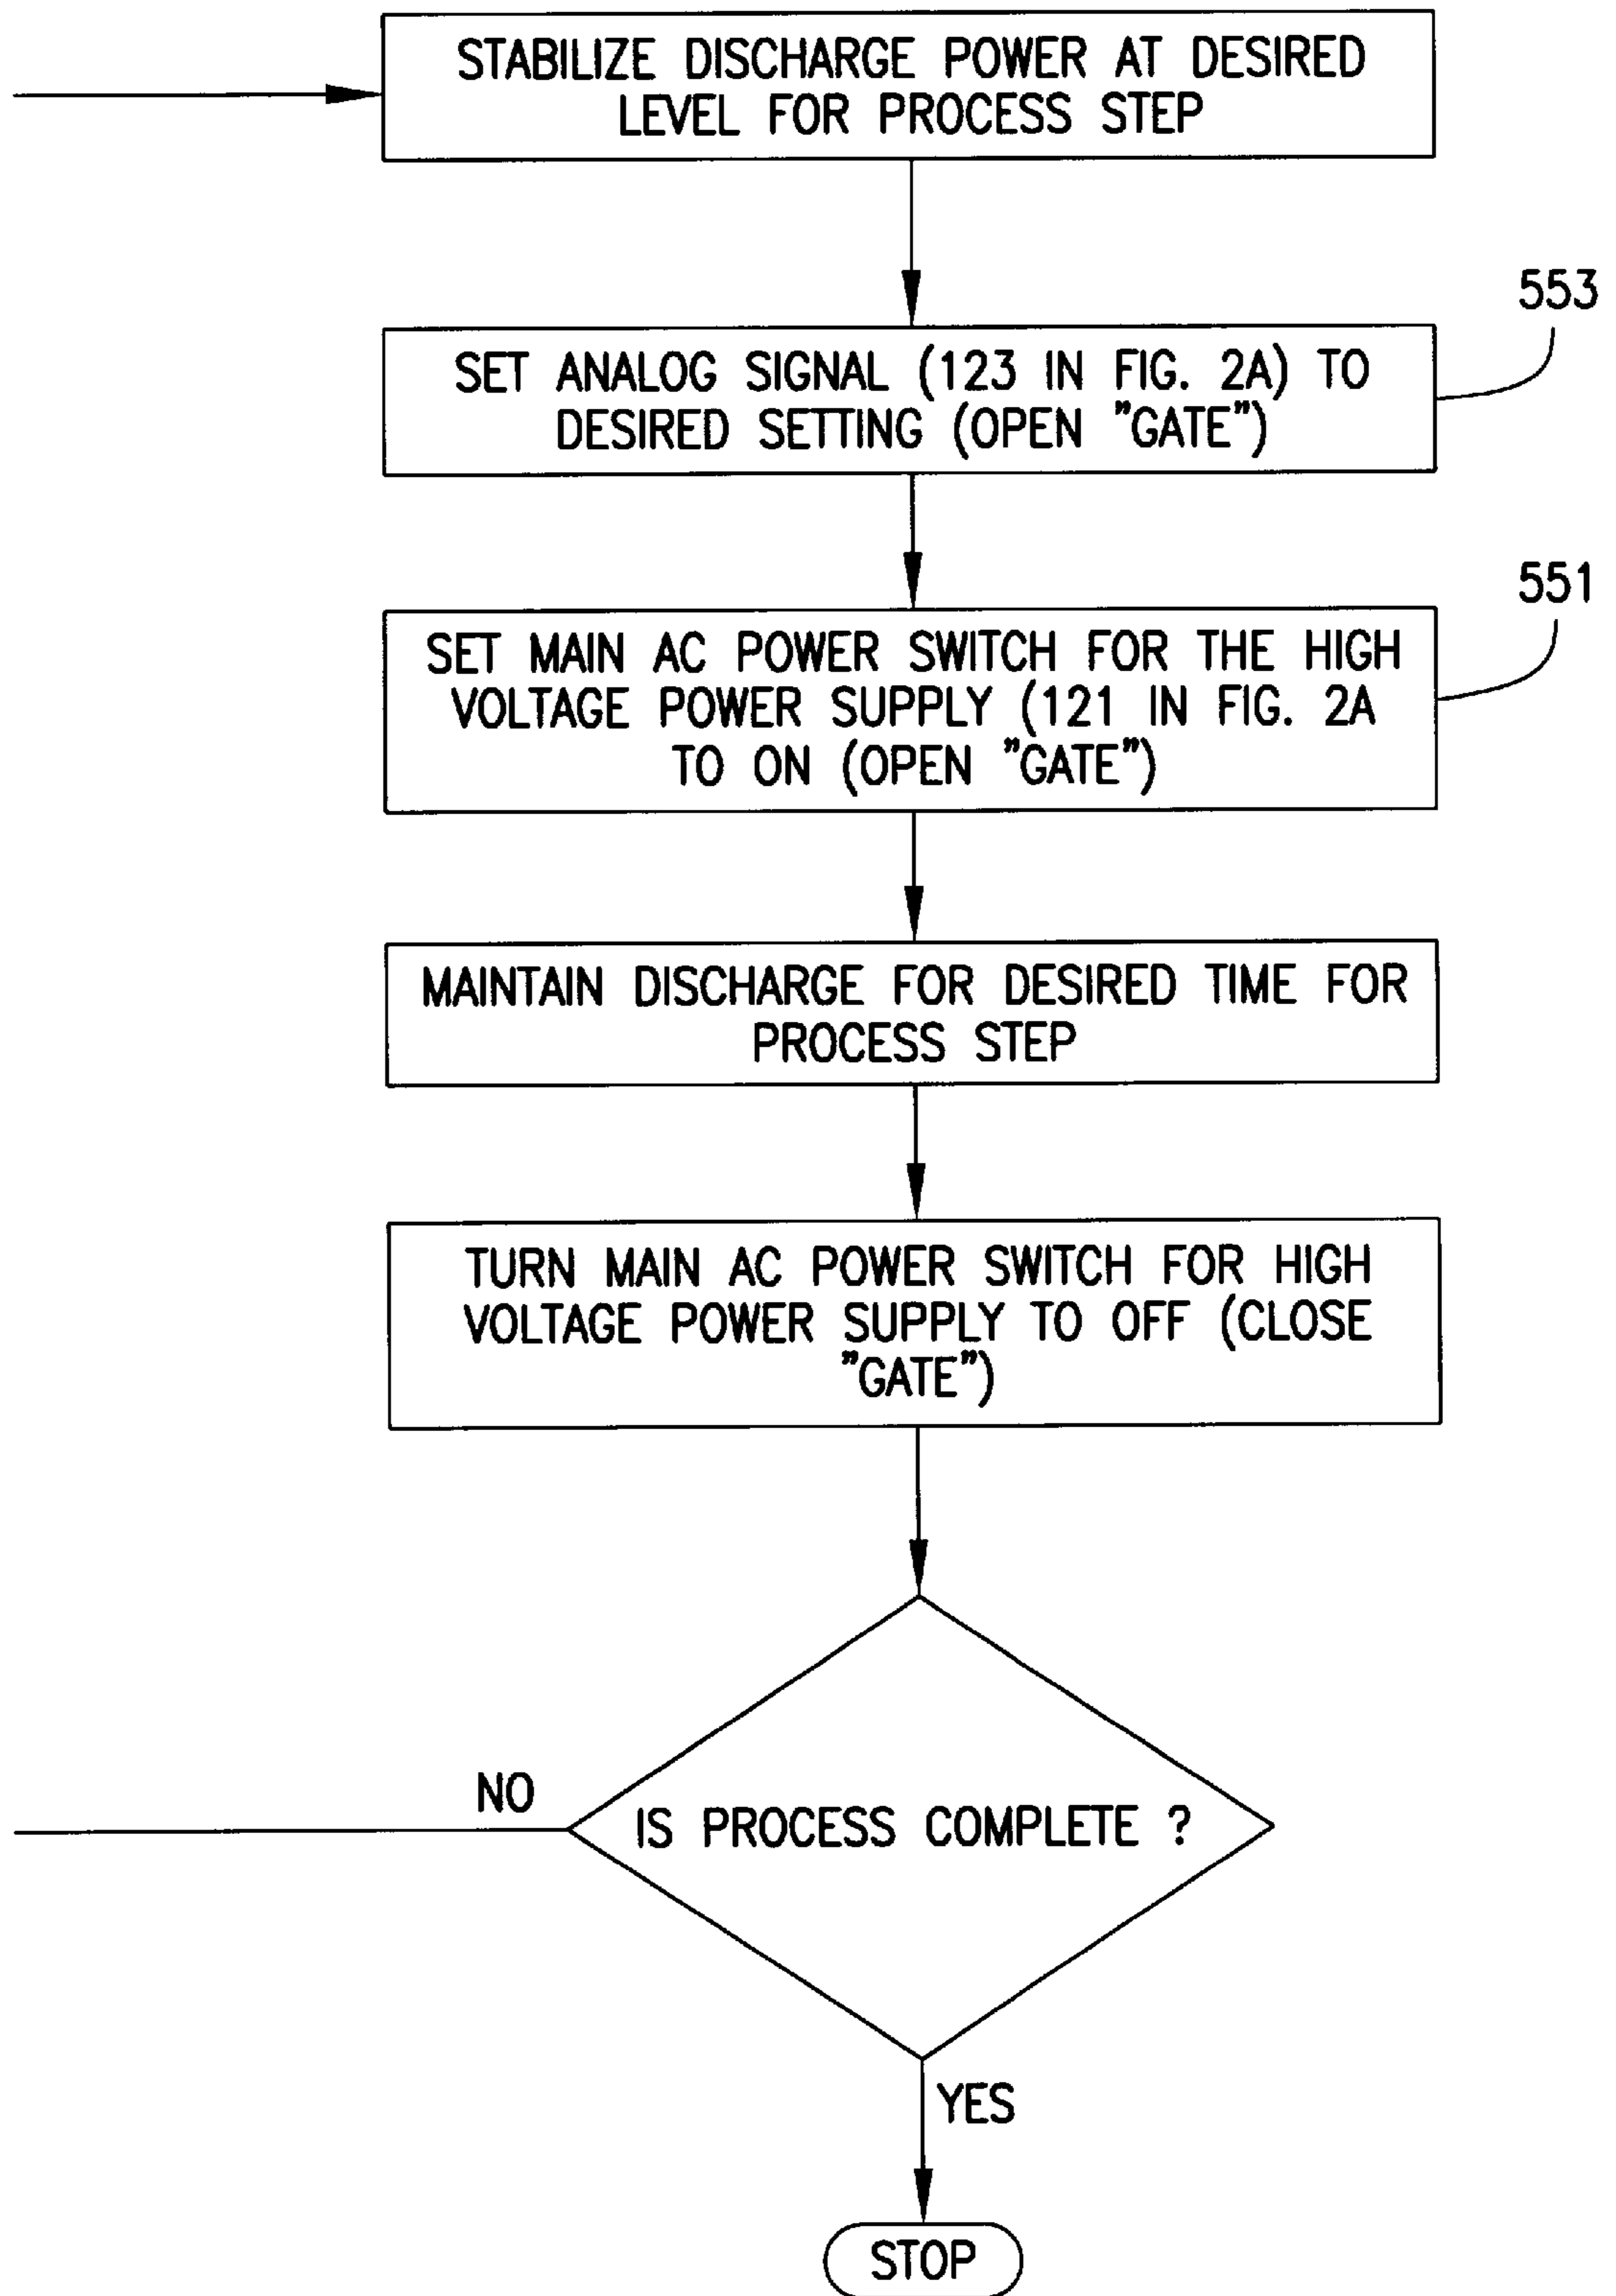 STABILIZE DISCHARGE POWER AT DESIRED
LEVEL FOR PROCESS STEP
553
SET ANALOG SIGNAL (123 IN FIG. 2A) TO
DESIRED SETTING (OPEN "GATE")
551
SET MAIN AC POWER SWITCH FOR THE HIGH
VOLTAGE POWER SUPPLY (121 IN FIG. 2A
TO ON (OPEN "GATE")
MAINTAIN DISCHARGE FOR DESIRED TIME FOR
PROCESS STEP
TURN MAIN AC POWER SWITCH FOR HIGH
VOLTAGE POWER SUPPLY TO OFF (CLOSE
"GATE")
NO
IS PROCESS COMPLETE ?
YES
STOP